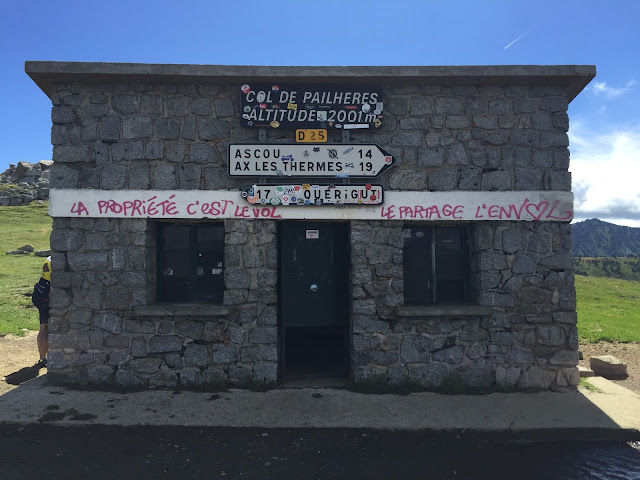 COL DE PAILHERES
ALTITUDE 2001m
D 25
ASCOU 14
AX LES THERMES 19
17 QUERIGUT
LA PROPRIÉTÉ C'EST LE VOL LE PARTAGE L'ENVOL